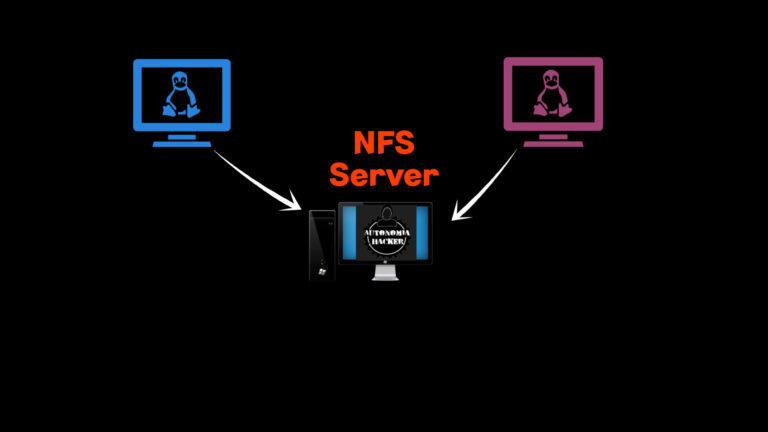 NFS
Server
AUTONOMIA
HACKER